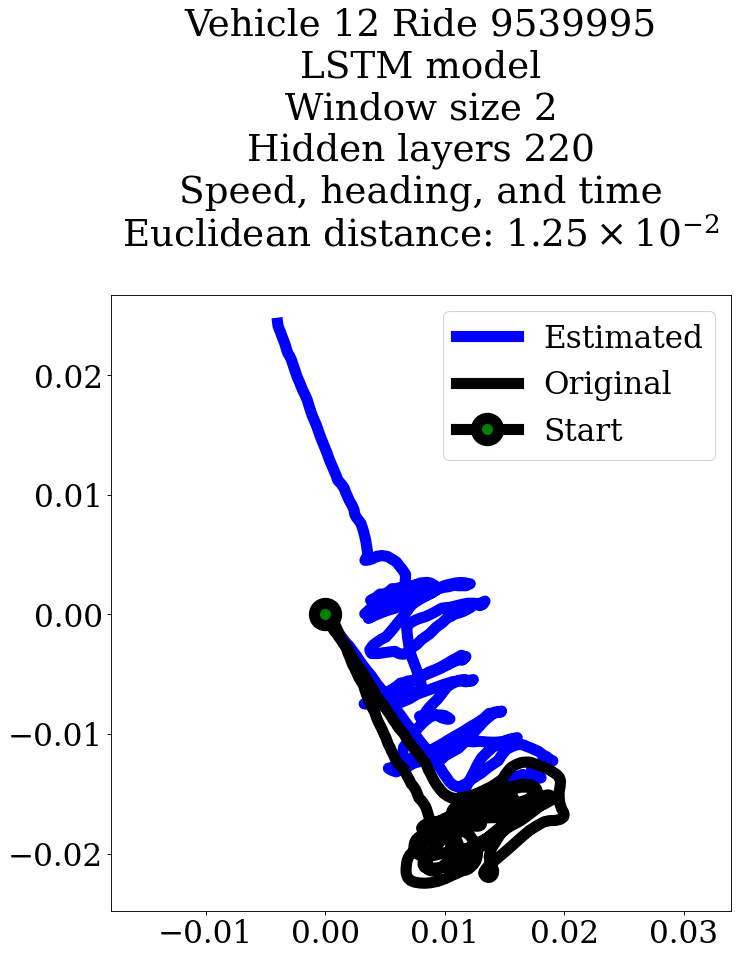 Vehicle 12 Ride 9539995
LSTM model
Window size 2
Hidden layers 220
Speed, heading, and time
Euclidean distance: 1.25 × 10⁻²
Estimated
Original
Start
0.02
0.01
0.00
−0.01
−0.02
−0.01 0.00 0.01 0.02 0.03